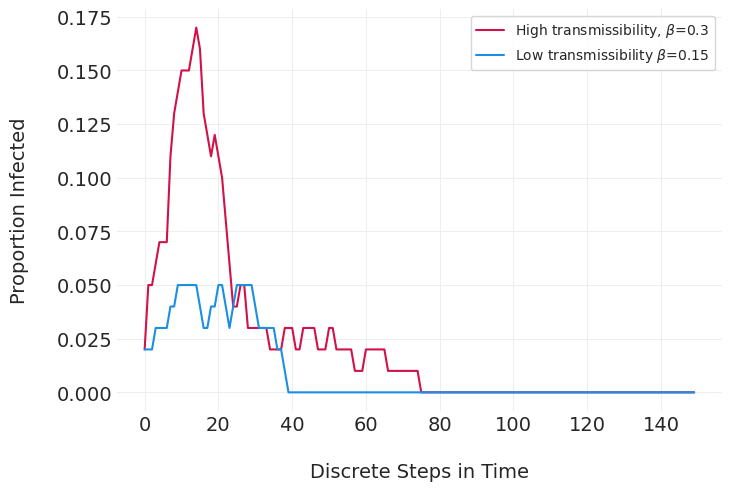 0.175
0.150
0.125
0.100
0.075
0.050
0.025
0.000
Proportion Infected
High transmissibility, β=0.3
Low transmissibility β=0.15
0 20 40 60 80 100 120 140
Discrete Steps in Time